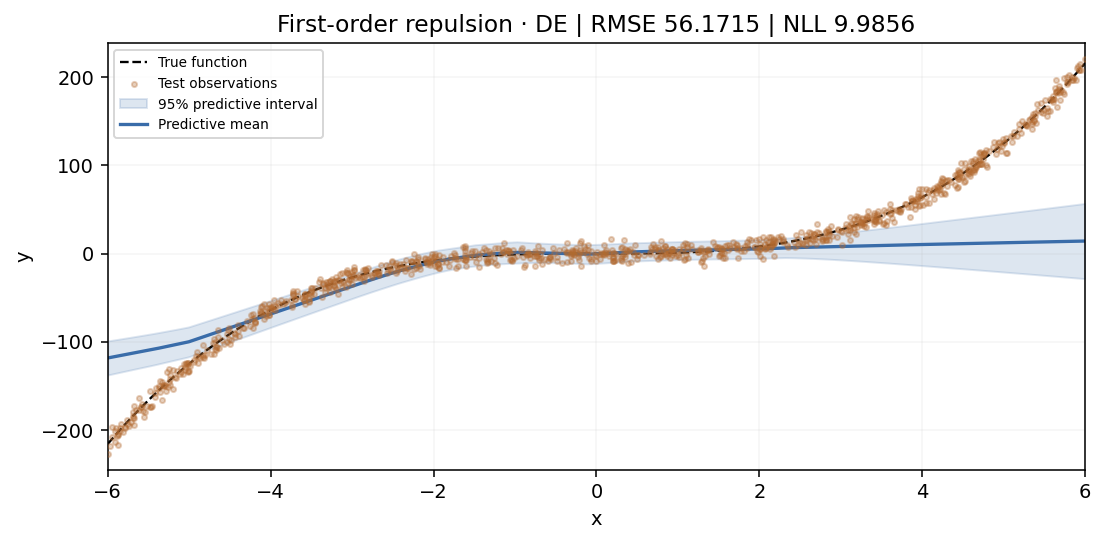 First-order repulsion · DE | RMSE 56.1715 | NLL 9.9856
True function
Test observations
95% predictive interval
Predictive mean
y
200
100
0
−100
−200
−6
−4
−2
0
2
4
6
x